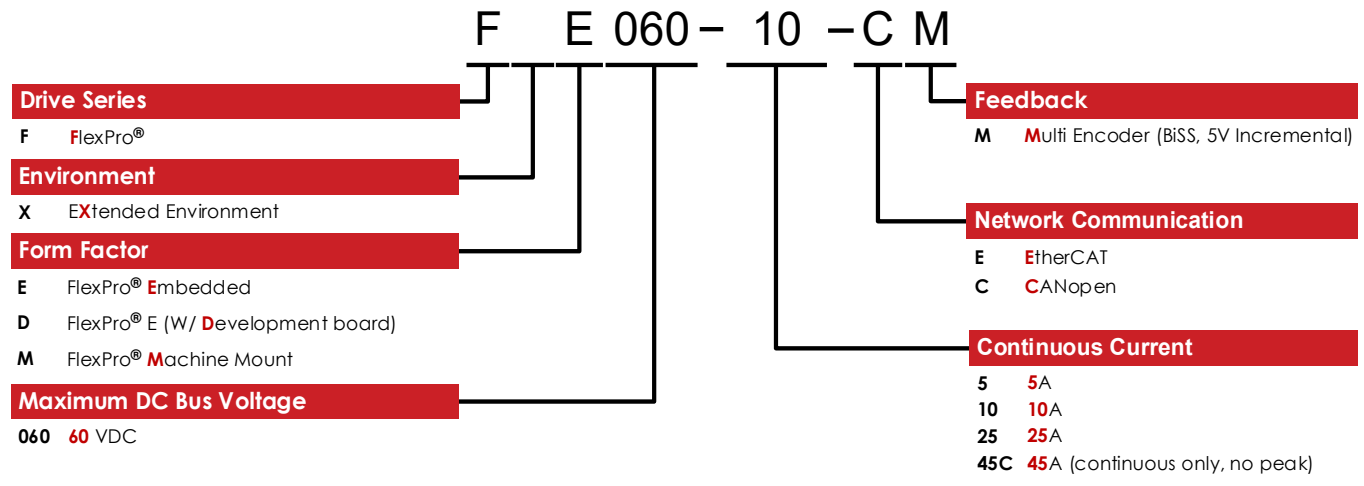 F E 060 – 10 – C M
Drive Series
F FlexPro®
Environment
X EXtended Environment
Form Factor
E FlexPro® Embedded
D FlexPro® E (W/ Development board)
M FlexPro® Machine Mount
Maximum DC Bus Voltage
060 60 VDC
Feedback
M Multi Encoder (BiSS, 5V Incremental)
Network Communication
E EtherCAT
C CANopen
Continuous Current
5 5A
10 10A
25 25A
45C 45A (continuous only, no peak)